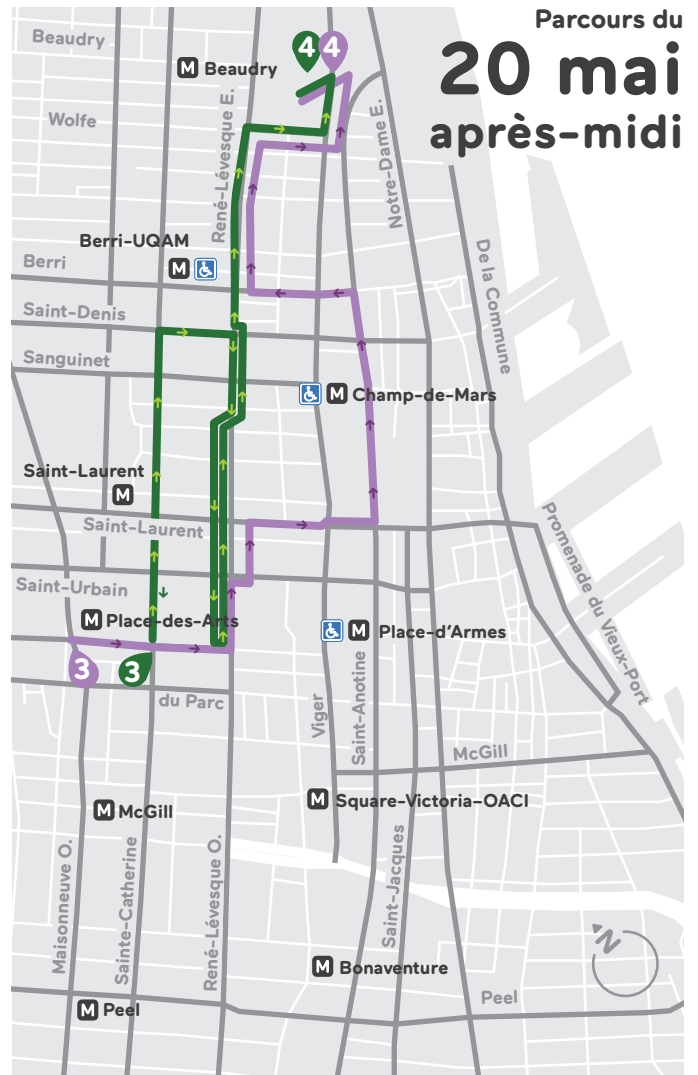 Parcours du
20 mai
après-midi
Beaudry
M Beaudry
4 4
Wolfe
René-Lévesque E.
Notre-Dame E.
Berri-UQAM
M
Berri
De la Commune
Saint-Denis
Sanguinet
M Champ-de-Mars
Saint-Laurent
M
Saint-Laurent
Promenade du Vieux-Port
Saint-Urbain
M Place-des-Arts
M Place-d'Armes
3 3
du Parc
Viger
Saint-Anotine
McGill
M Square-Victoria-OACI
M McGill
Maisonneuve O.
Sainte-Catherine
René-Lévesque O.
Saint-Jacques
N
M Bonaventure
Peel
M Peel